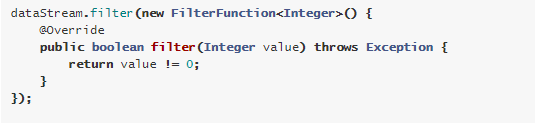 dataStream.filter(new FilterFunction<Integer>() {
    @Override
    public boolean filter(Integer value) throws Exception {
        return value != 0;
    }
});